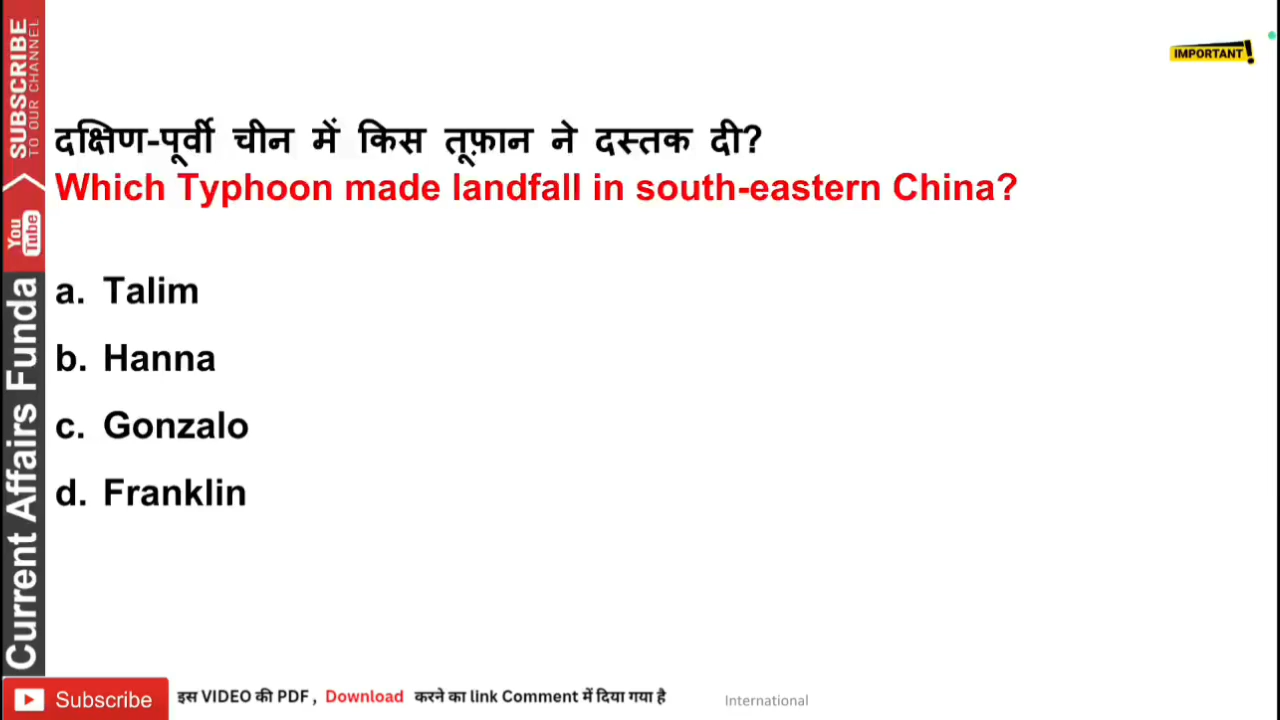 SUBSCRIBE
TO OUR CHANNEL
You
Tube
Current Affairs Funda
IMPORTANT!
दक्षिण-पूर्वी चीन में किस तूफ़ान ने दस्तक दी?
Which Typhoon made landfall in south-eastern China?
a. Talim
b. Hanna
c. Gonzalo
d. Franklin
Subscribe
इस VIDEO की PDF , Download करने का link Comment में दिया गया है
International